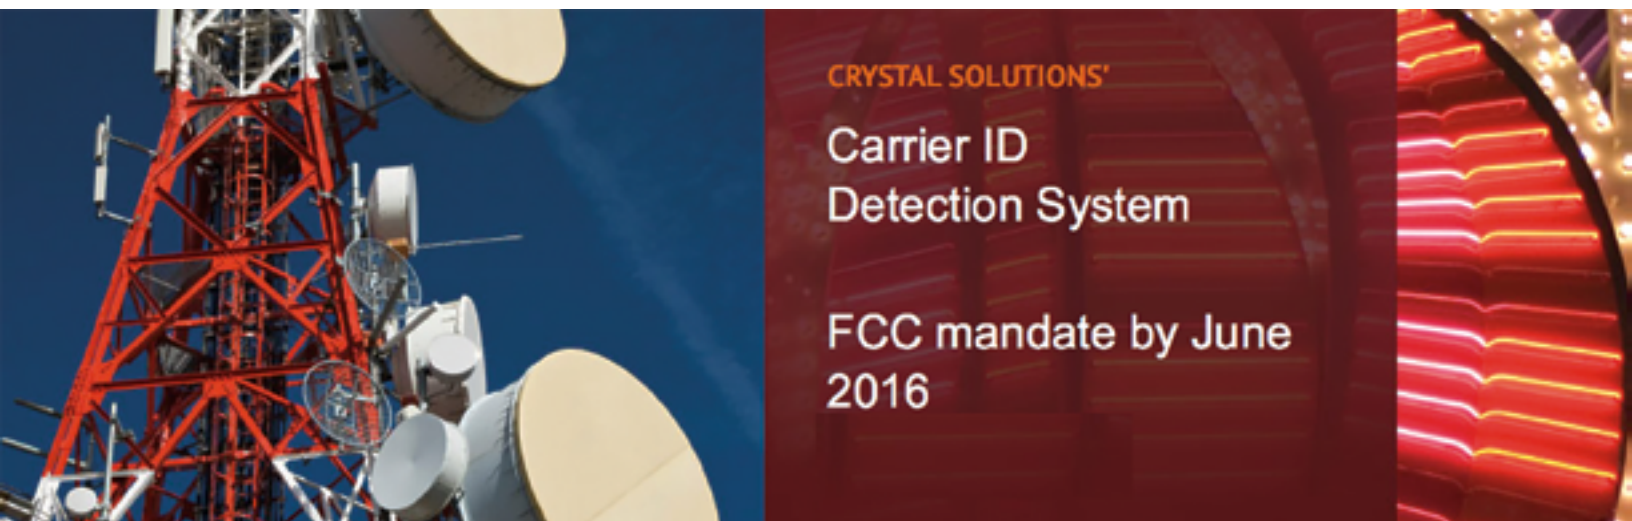 CRYSTAL SOLUTIONS'
Carrier ID
Detection System
FCC mandate by June
2016